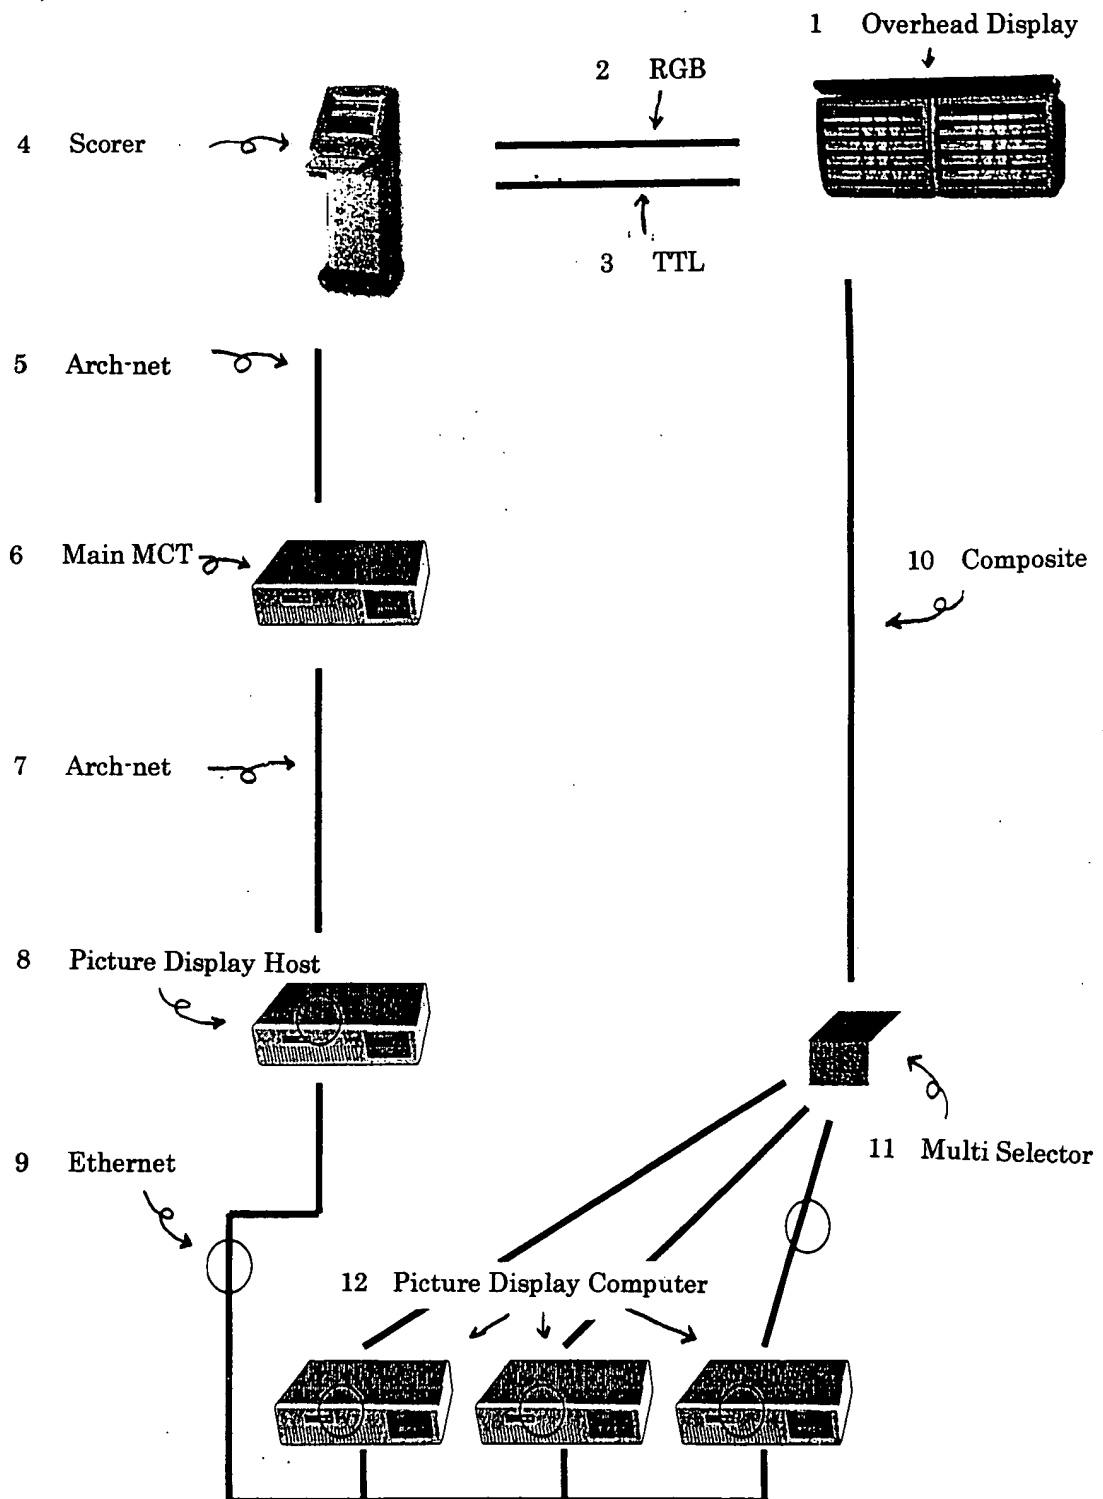 1 Overhead Display
2 RGB
4 Scorer
3 TTL
5 Arch-net
6 Main MCT
10 Composite
7 Arch-net
8 Picture Display Host
9 Ethernet
11 Multi Selector
12 Picture Display Computer